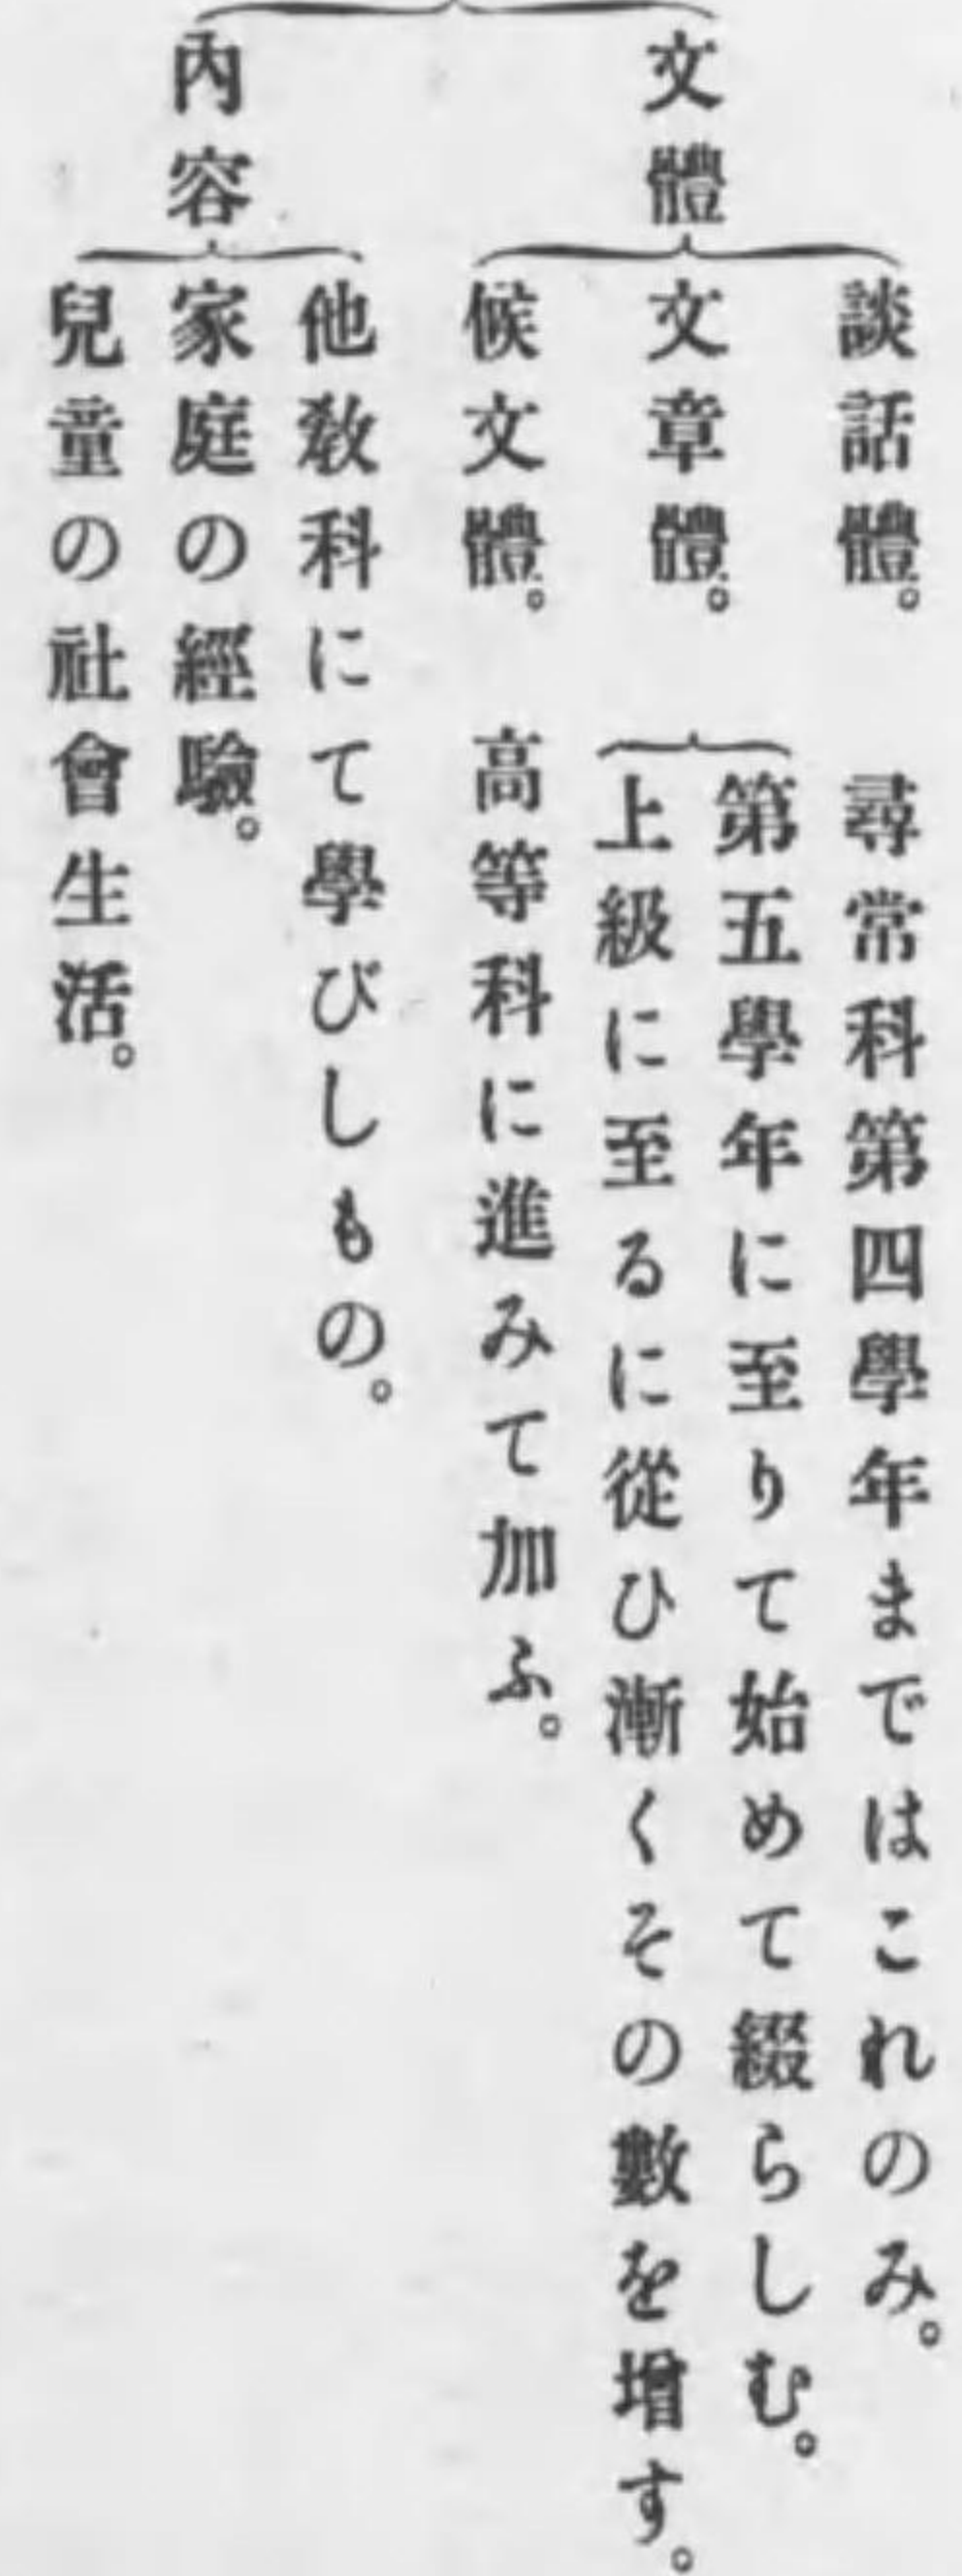 文體
談話體。
尋常科第四學年まではこれのみ。
文章體。
第五學年に至りて始めて綴らしむ。
上級に至るに從ひ漸くその數を增す。
候文體。
高等科に進みて加ふ。
內容
他敎科にて學びしもの。
家庭の經驗。
兒童の社會生活。